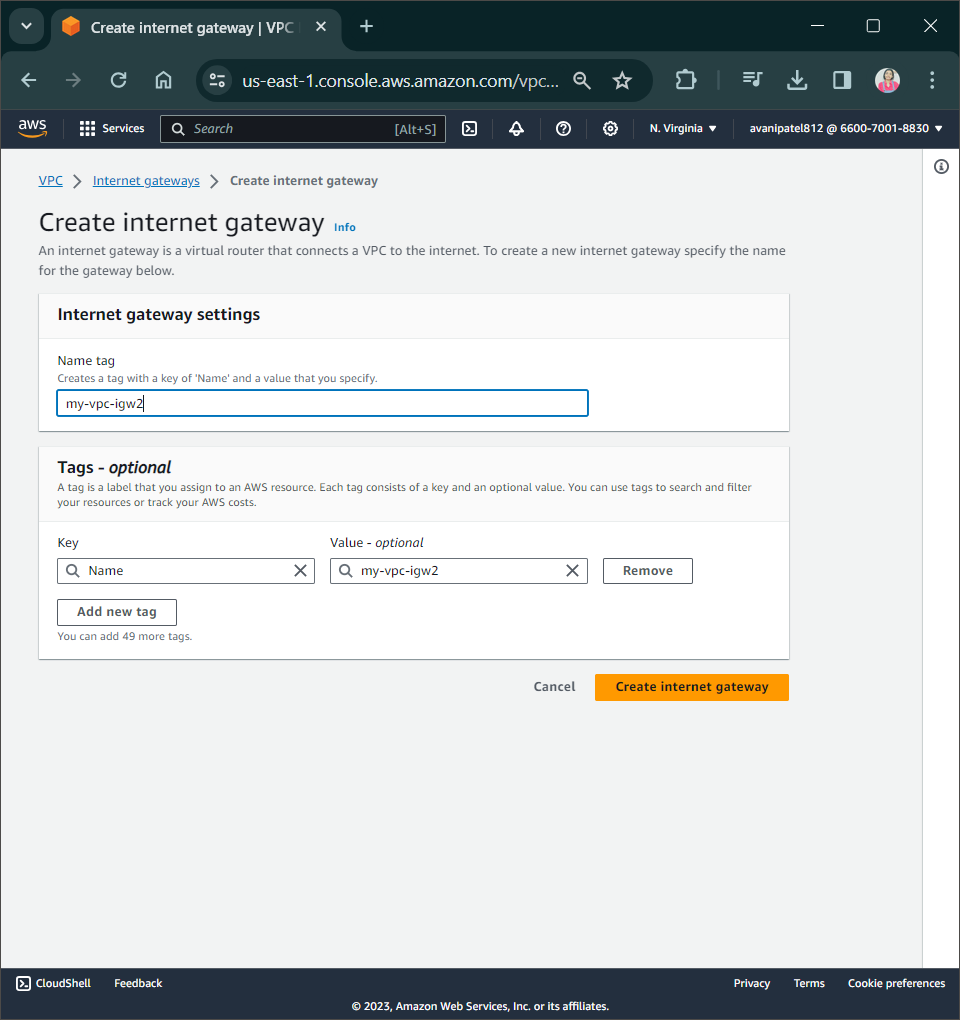 Create internet gateway | VPC
us-east-1.console.aws.amazon.com/vpc...
aws Services Search [Alt+S] N. Virginia ▼ avanipatel812 @ 6600-7001-8830 ▼
VPC > Internet gateways > Create internet gateway
Create internet gateway Info
An internet gateway is a virtual router that connects a VPC to the internet. To create a new internet gateway specify the name
for the gateway below.
Internet gateway settings
Name tag
Creates a tag with a key of 'Name' and a value that you specify.
my-vpc-igw2
Tags - optional
A tag is a label that you assign to an AWS resource. Each tag consists of a key and an optional value. You can use tags to search and filter
your resources or track your AWS costs.
Key Value - optional
Name my-vpc-igw2 Remove
Add new tag
You can add 49 more tags.
Cancel Create internet gateway
CloudShell Feedback Privacy Terms Cookie preferences
© 2023, Amazon Web Services, Inc. or its affiliates.